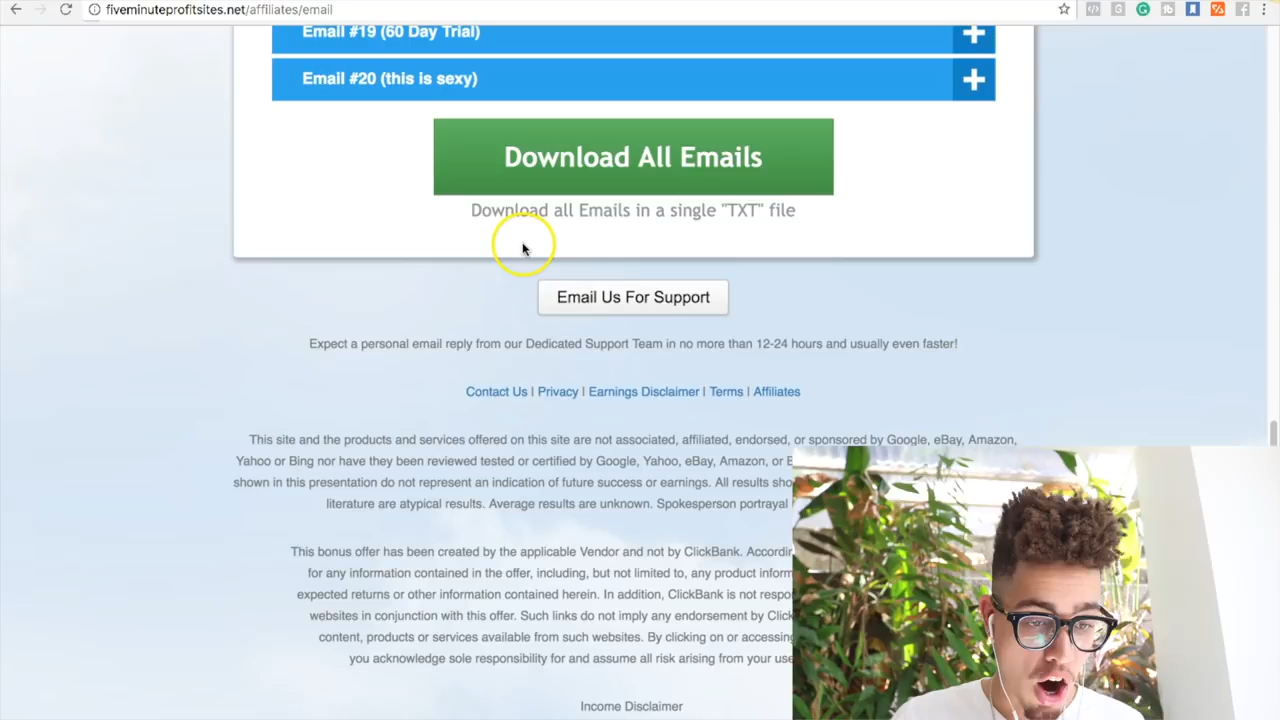 fiveminuteprofitsites.net/affiliates/email
Email #19 (60 Day Trial)
Email #20 (this is sexy)
Download All Emails
Download all Emails in a single "TXT" file
Email Us For Support
Expect a personal email reply from our Dedicated Support Team in no more than 12-24 hours and usually even faster!
Contact Us | Privacy | Earnings Disclaimer | Terms | Affiliates
This site and the products and services offered on this site are not associated, affiliated, endorsed, or sponsored by Google, eBay, Amazon,
Yahoo or Bing nor have they been reviewed tested or certified by Google, Yahoo, eBay, Amazon, or
shown in this presentation do not represent an indication of future success or earnings. All results
literature are atypical results. Average results are unknown. Spokesperson portrayal
This bonus offer has been created by the applicable Vendor and not by ClickBank.
for any information contained in the offer, including, but not limited to, any product
expected returns or other information contained herein. In addition, ClickBank is not
websites in conjunction with this offer. Such links do not imply any endorsement by
content, products or services available from such websites. By clicking on or accessing
you acknowledge sole responsibility for and assume all risk arising from your
Income Disclaimer